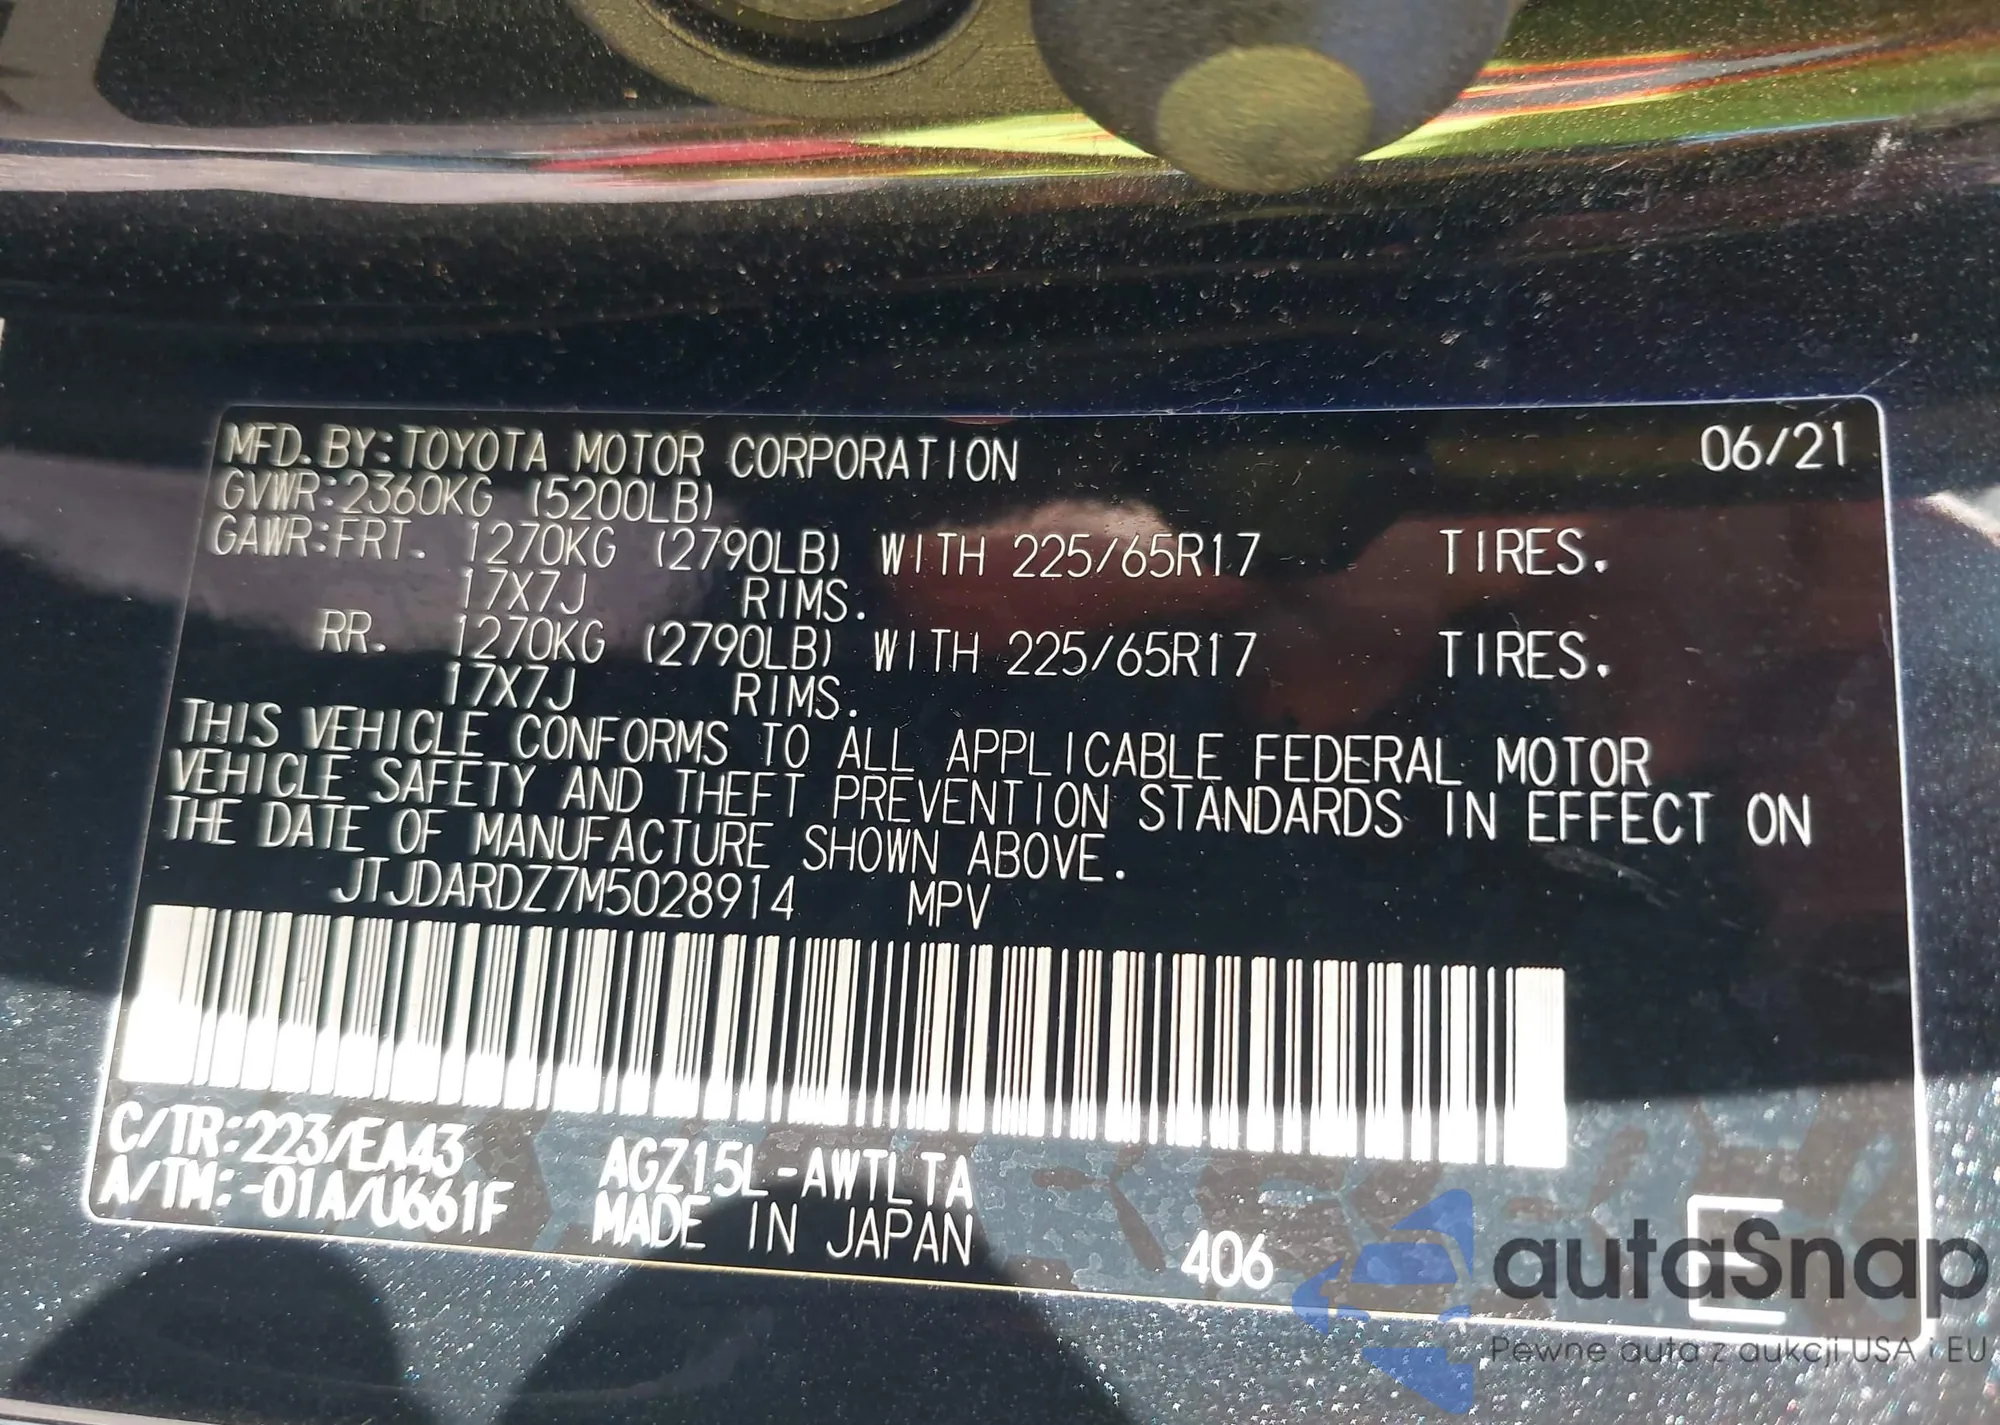 MFD. BY: TOYOTA MOTOR CORPORATION 06/21
GVWR: 2360KG (5200LB)
GAWR: FRT. 1270KG (2790LB) WITH 225/65R17 TIRES.
17X7J RIMS.
RR. 1270KG (2790LB) WITH 225/65R17 TIRES.
17X7J RIMS.
THIS VEHICLE CONFORMS TO ALL APPLICABLE FEDERAL MOTOR
VEHICLE SAFETY AND THEFT PREVENTION STANDARDS IN EFFECT ON
THE DATE OF MANUFACTURE SHOWN ABOVE.
JTJDARDZ7M5028914 MPV
C/TR: 223/EA43 AGZ15L-AWTLTA
A/TM: -01A/U661F MADE IN JAPAN 406
autaSnap
Pewne auta z aukcji USA i EU